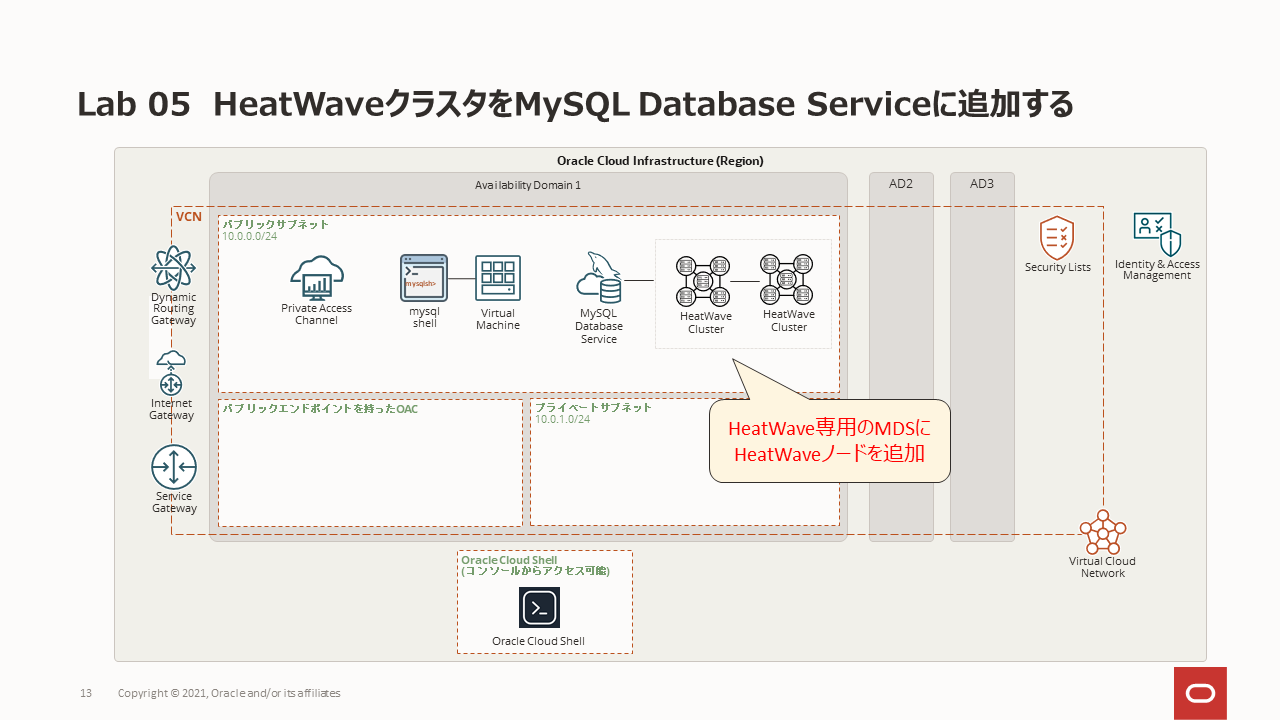 Lab 05 HeatWaveクラスタをMySQL Database Serviceに追加する
Oracle Cloud Infrastructure (Region)
Availability Domain 1
AD2
AD3
VCN
パブリックサブネット
10.0.0.0/24
Dynamic
Routing
Gateway
Private Access
Channel
mysqlsh>
mysql
shell
Virtual
Machine
MySQL
Database
Service
HeatWave
Cluster
HeatWave
Cluster
Security Lists
Identity & Access
Management
Internet
Gateway
パブリックエンドポイントを持ったOAC
プライベートサブネット
10.0.1.0/24
HeatWave専用のMDSに
HeatWaveノードを追加
Service
Gateway
Virtual Cloud
Network
Oracle Cloud Shell
(コンソールからアクセス可能)
Oracle Cloud Shell
13
Copyright © 2021, Oracle and/or its affiliates